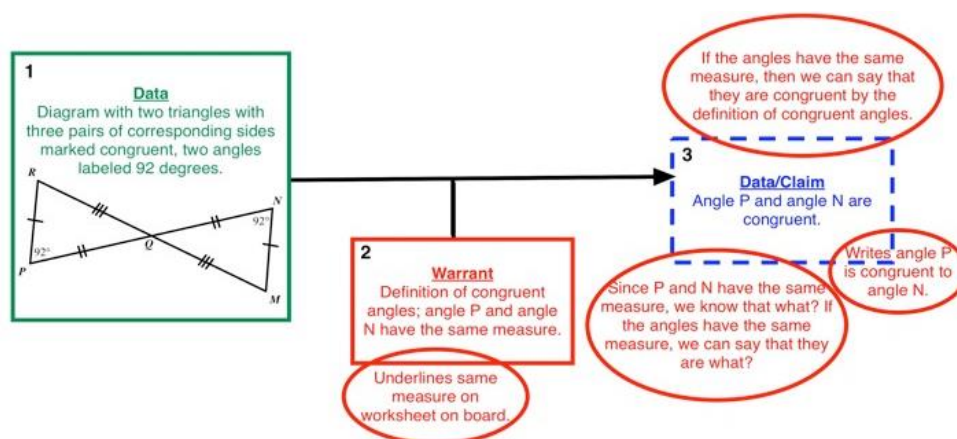 1
Data
Diagram with two triangles with
three pairs of corresponding sides
marked congruent, two angles
labeled 92 degrees.
R
N
92°
Q
92°
P
M
2
Warrant
Definition of congruent
angles; angle P and angle
N have the same measure.
Underlines same
measure on
worksheet on board.
If the angles have the same
measure, then we can say that
they are congruent by the
definition of congruent angles.
3
Data/Claim
Angle P and angle N are
congruent.
Writes angle P
is congruent to
angle N.
Since P and N have the same
measure, we know that what? If
the angles have the same
measure, we can say that they
are what?